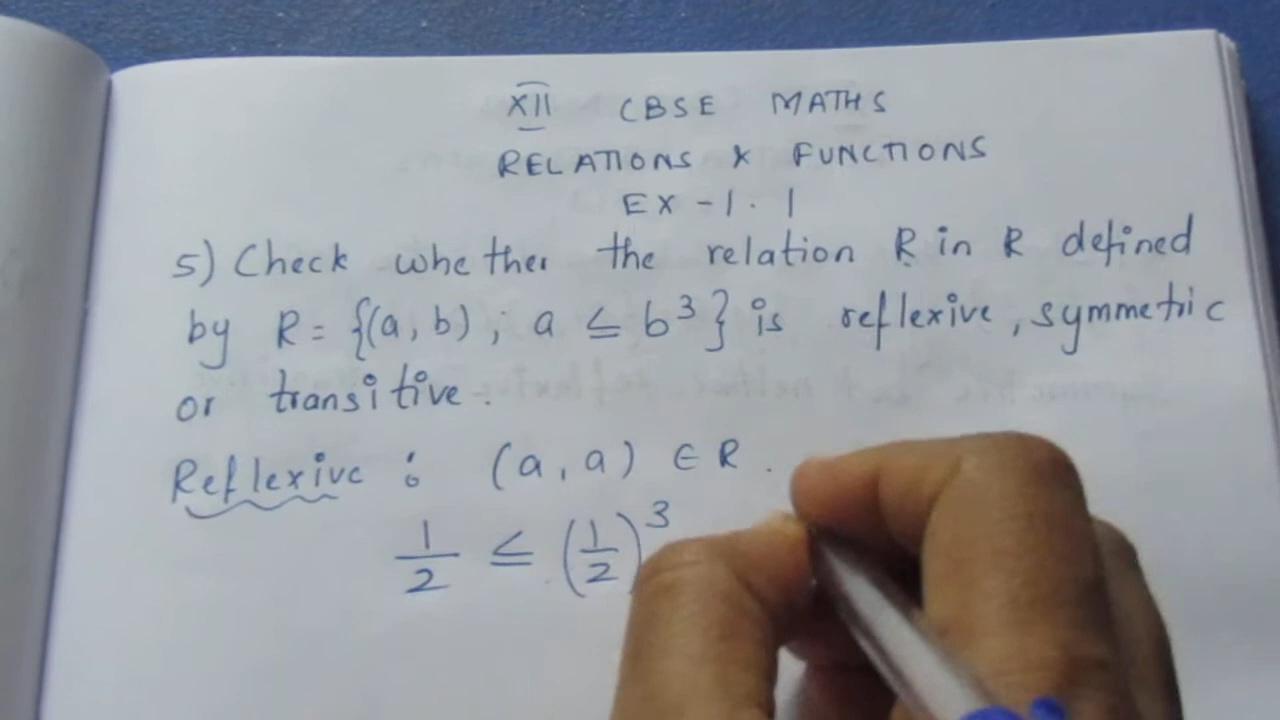 XII CBSE MATHS
RELATIONS & FUNCTIONS
EX - 1.1
5) Check whether the relation R in R defined
by R = {(a, b) ; a ≤ b³} is reflexive, symmetric
or transitive.
Reflexive : (a, a) ∈ R.
1/2 ≤ (1/2)³